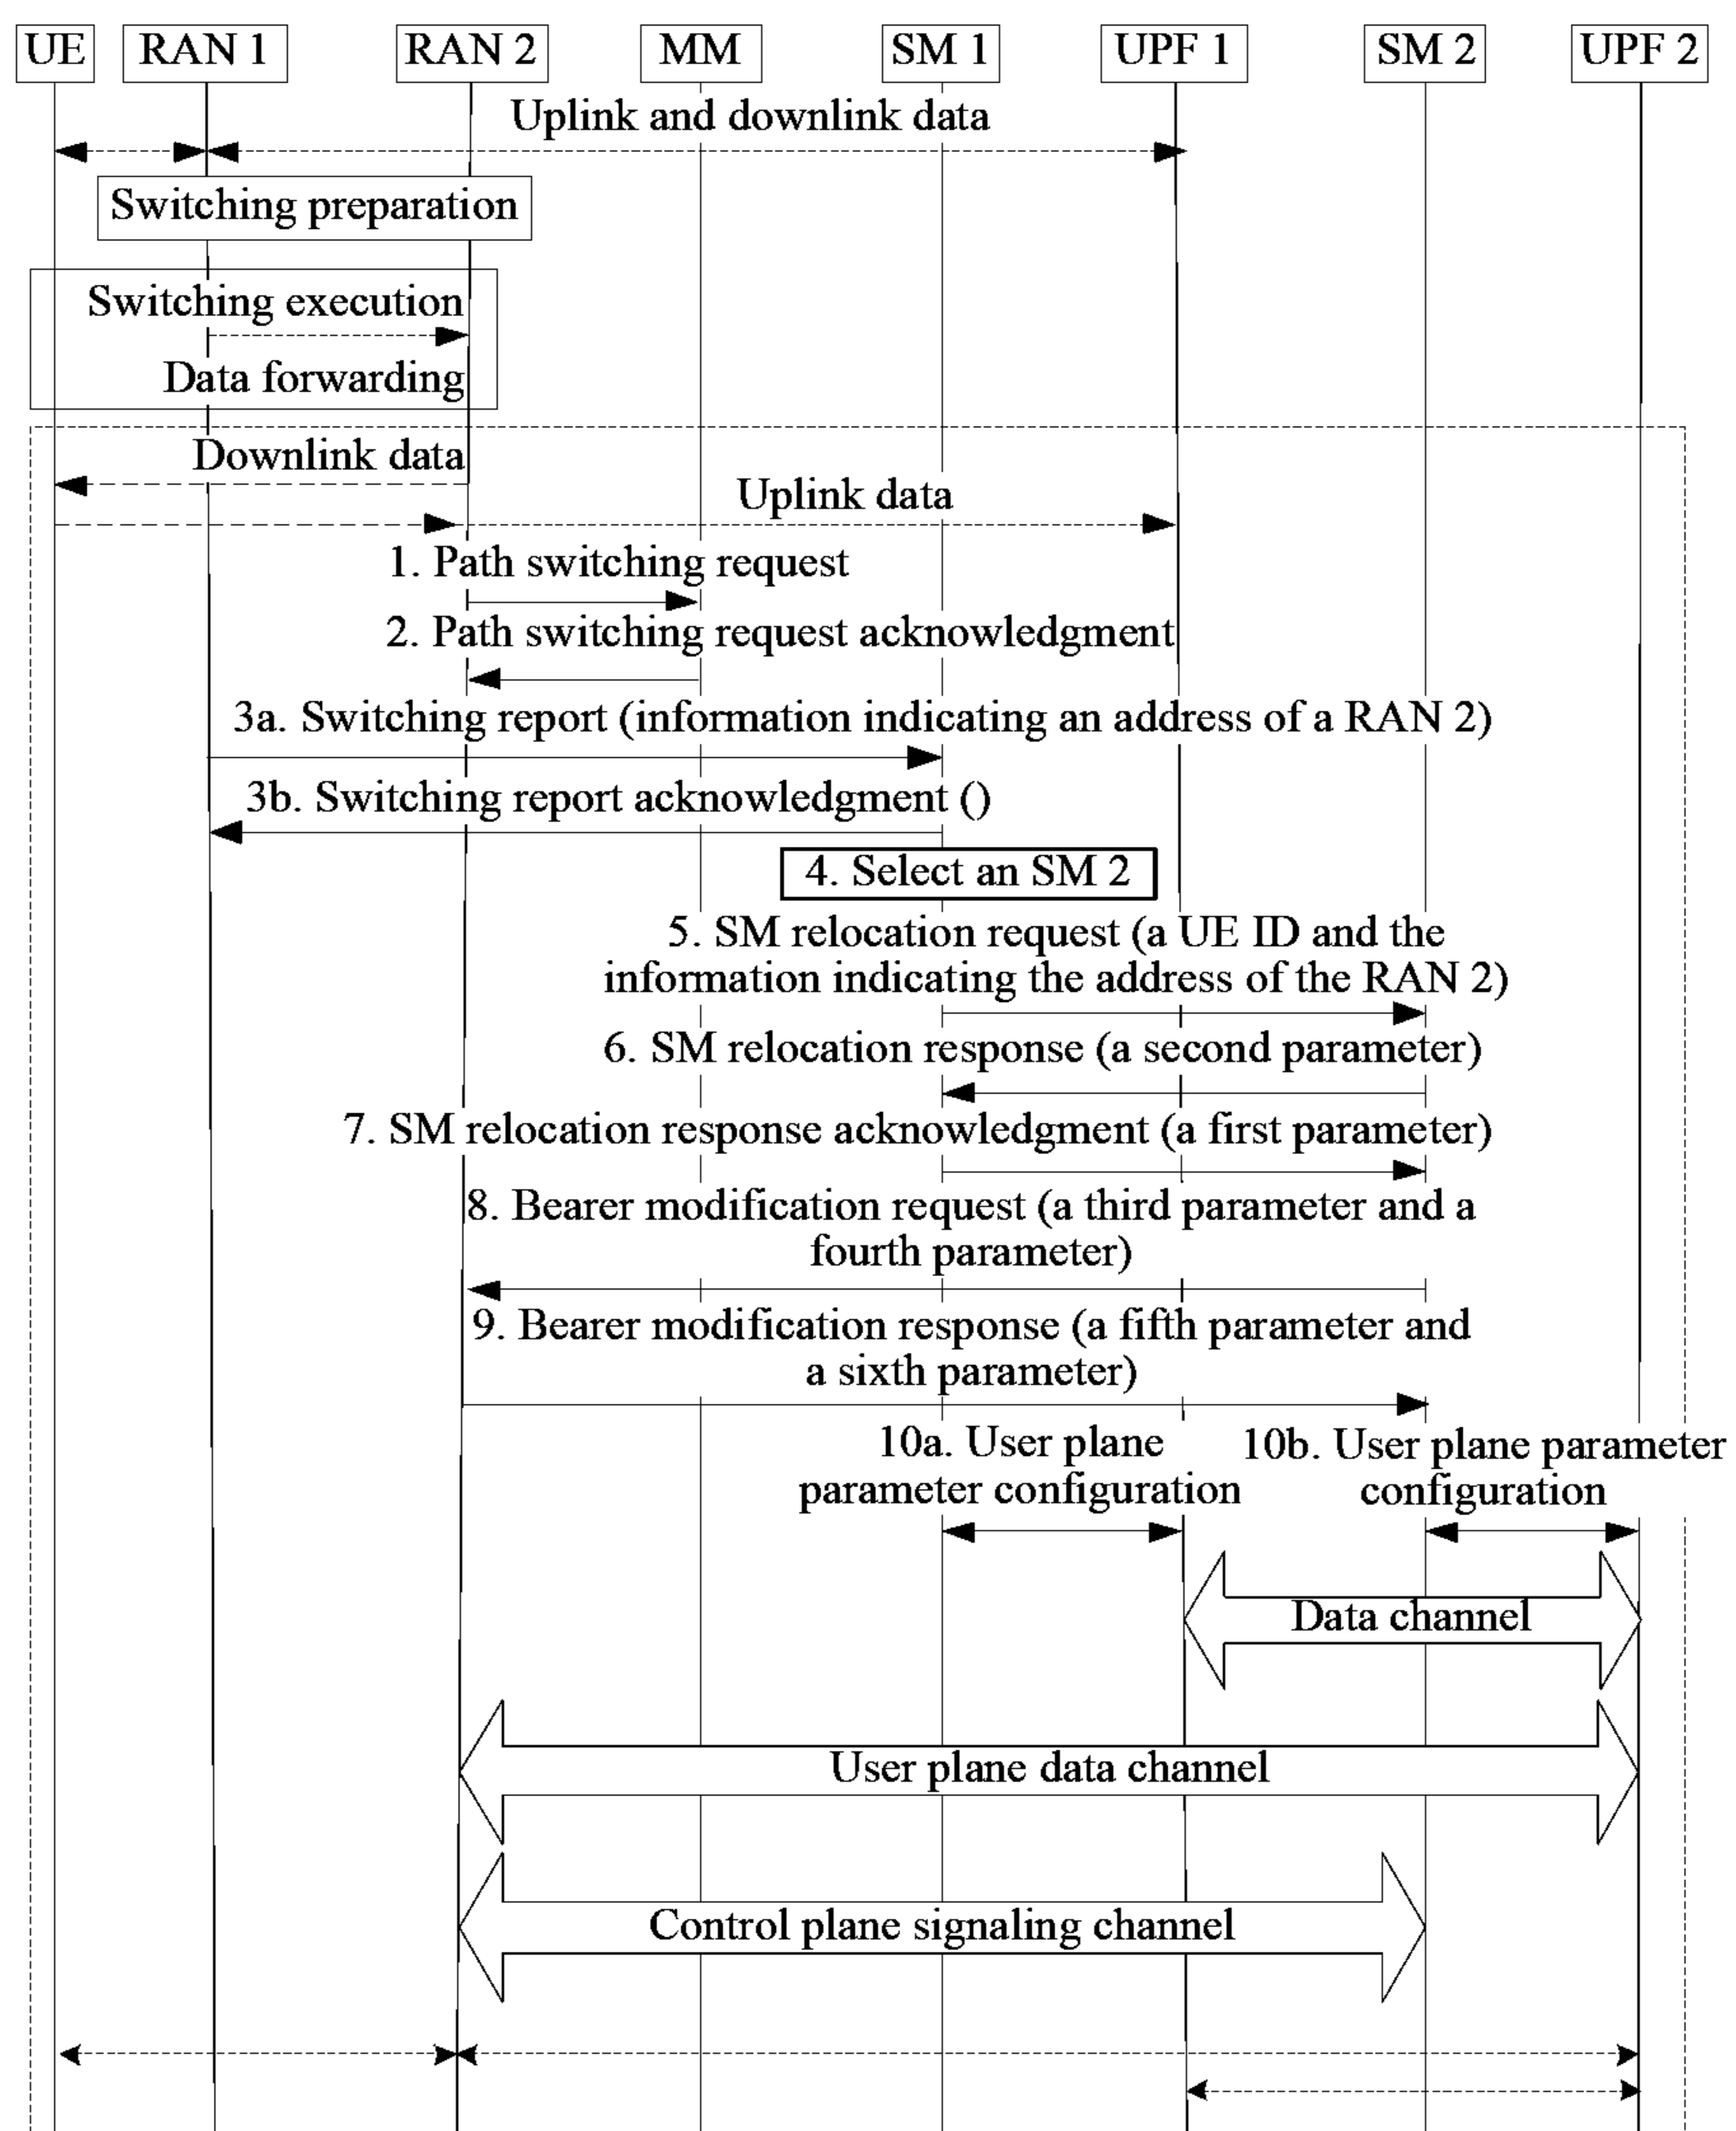 UE
RAN 1
RAN 2
MM
SM 1
UPF 1
SM 2
UPF 2
Uplink and downlink data
Switching preparation
Switching execution
Data forwarding
Downlink data
Uplink data
1. Path switching request
2. Path switching request acknowledgment
3a. Switching report (information indicating an address of a RAN 2)
3b. Switching report acknowledgment ()
4. Select an SM 2
5. SM relocation request (a UE ID and the
information indicating the address of the RAN 2)
6. SM relocation response (a second parameter)
7. SM relocation response acknowledgment (a first parameter)
8. Bearer modification request (a third parameter and a
fourth parameter)
9. Bearer modification response (a fifth parameter and
a sixth parameter)
10a. User plane
parameter configuration
10b. User plane parameter
configuration
Data channel
User plane data channel
Control plane signaling channel